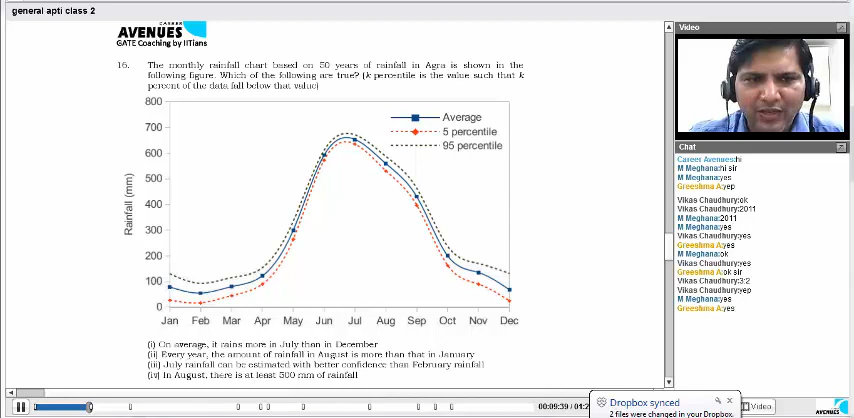 general apti class 2
CAREER
AVENUES
GATE Coaching by IITians
16. The monthly rainfall chart based on 50 years of rainfall in Agra is shown in the
following figure. Which of the following are true? (k percentile is the value such that k
percent of the data fall below that value)
800
700
600
500
400
300
200
100
0
Rainfall (mm)
Average
5 percentile
95 percentile
Jan Feb Mar Apr May Jun Jul Aug Sep Oct Nov Dec
(i) On average, it rains more in July than in December
(ii) Every year, the amount of rainfall in August is more than that in January
(iii) July rainfall can be estimated with better confidence than February rainfall
(iv) In August, there is at least 500 mm of rainfall
Video
Chat
Career Avenues:hi
M Meghana:hi sir
M Meghana:yes
Greeshma A:yep
Vikas Chaudhury:ok
Vikas Chaudhury:2011
M Meghana:2011
M Meghana:yes
Vikas Chaudhury:yes
Greeshma A:yes
M Meghana:ok
Vikas Chaudhury:yes
Greeshma A:ok sir
Vikas Chaudhury:3:2
Vikas Chaudhury:yep
M Meghana:yes
Greeshma A:yes
00:09:39 / 01:2
Dropbox synced
2 files were changed in your Dropbox.
Video
AVENUES